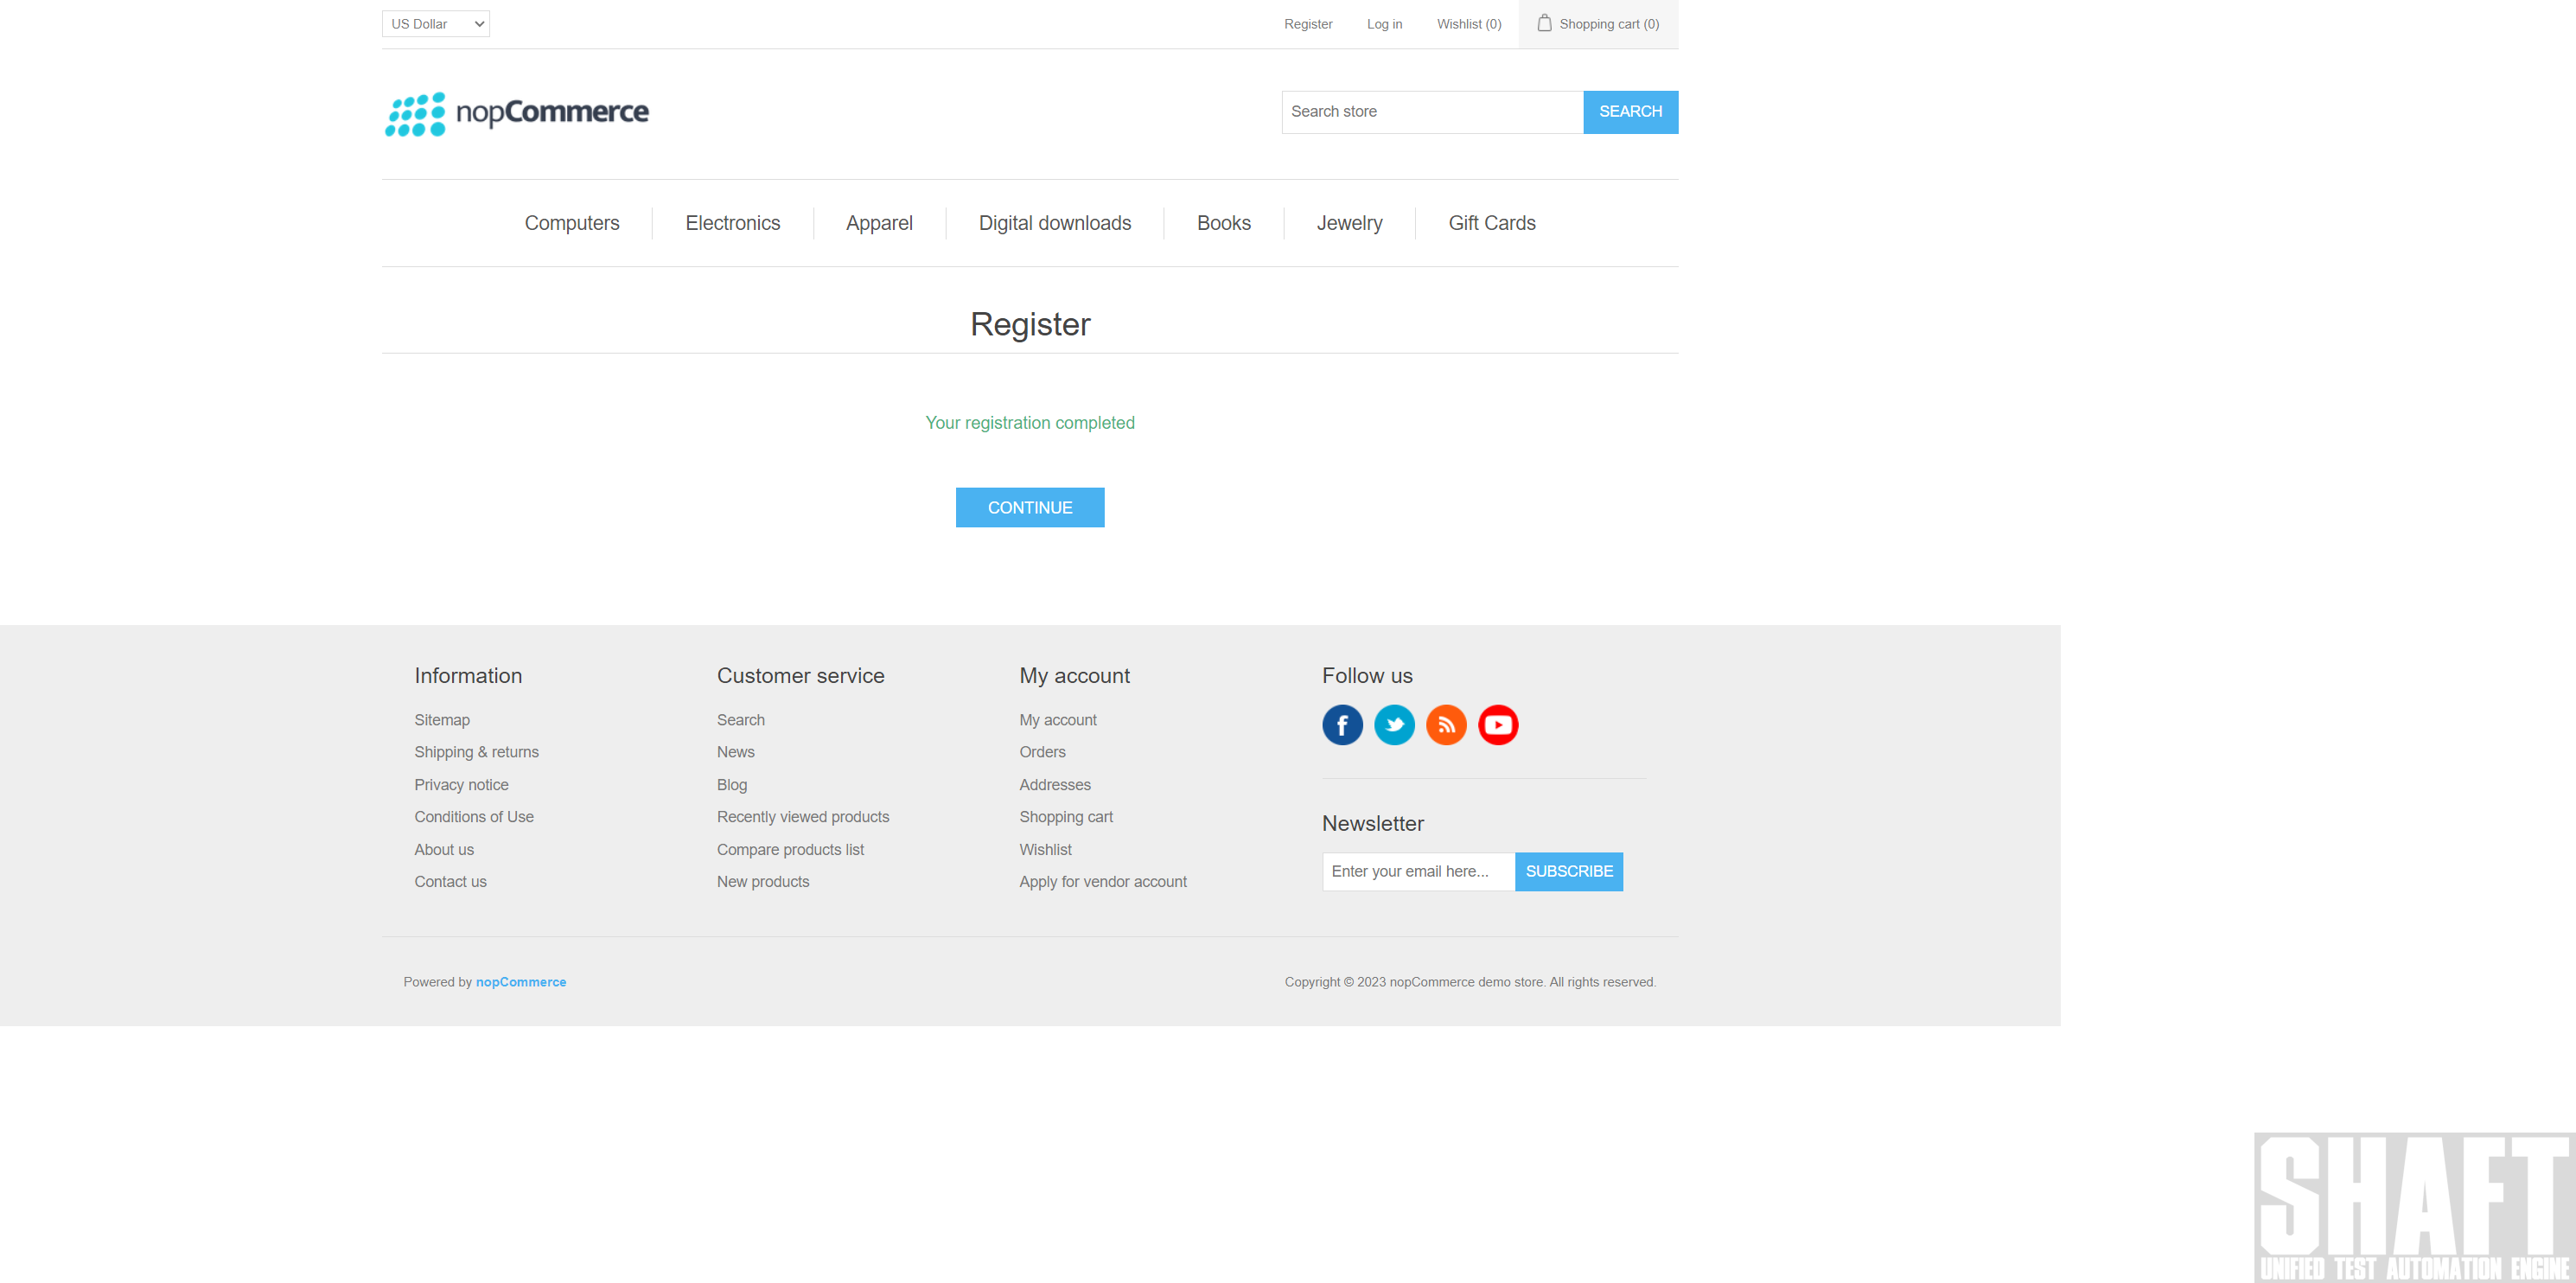 US Dollar
Register Log in Wishlist (0) Shopping cart (0)
nopCommerce
Search store SEARCH
Computers Electronics Apparel Digital downloads Books Jewelry Gift Cards
Register
Your registration completed
CONTINUE
Information
Sitemap
Shipping & returns
Privacy notice
Conditions of Use
About us
Contact us
Customer service
Search
News
Blog
Recently viewed products
Compare products list
New products
My account
My account
Orders
Addresses
Shopping cart
Wishlist
Apply for vendor account
Follow us
Newsletter
Enter your email here... SUBSCRIBE
Powered by nopCommerce
Copyright © 2023 nopCommerce demo store. All rights reserved.
SHAFT
UNIFIED TEST AUTOMATION ENGINE